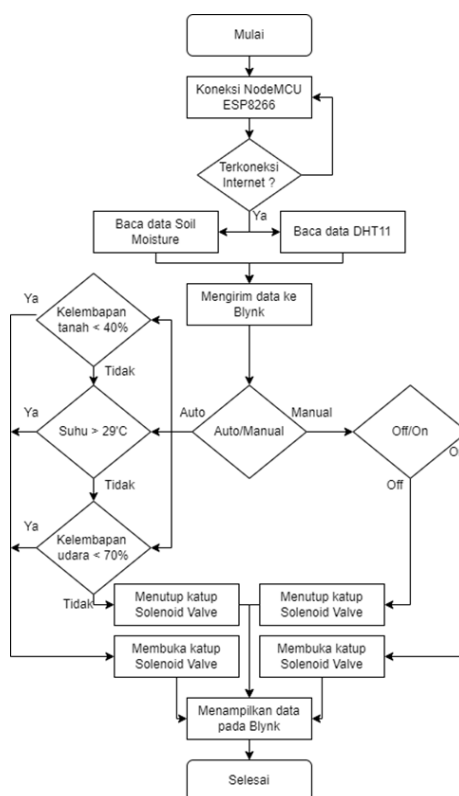 Mulai
Koneksi NodeMCU
ESP8266
Terkoneksi
Internet ?
Ya
Baca data Soil
Moisture
Baca data DHT11
Mengirim data ke
Blynk
Ya
Kelembapan
tanah < 40%
Tidak
Ya
Suhu > 29'C
Auto
Auto/Manual
Manual
Off/On
On
Tidak
Off
Ya
Kelembapan
udara < 70%
Tidak
Menutup katup
Solenoid Valve
Menutup katup
Solenoid Valve
Membuka katup
Solenoid Valve
Membuka katup
Solenoid Valve
Menampilkan data
pada Blynk
Selesai